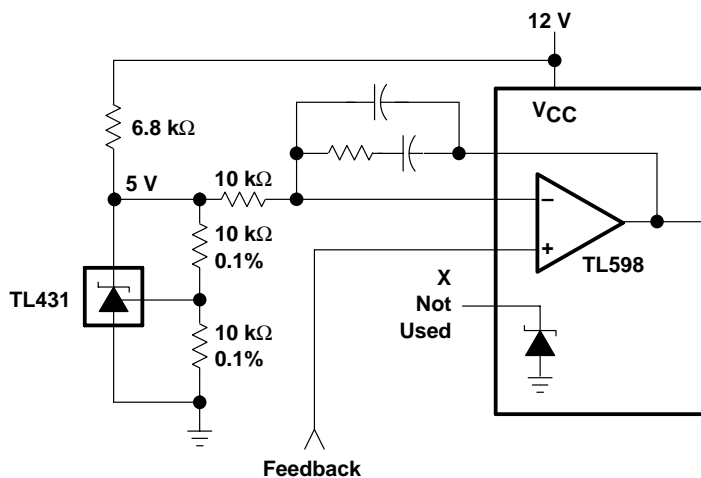 12 V
VCC
6.8 kΩ
5 V
10 kΩ
10 kΩ
0.1%
TL431
10 kΩ
0.1%
−
+
TL598
X
Not
Used
Feedback